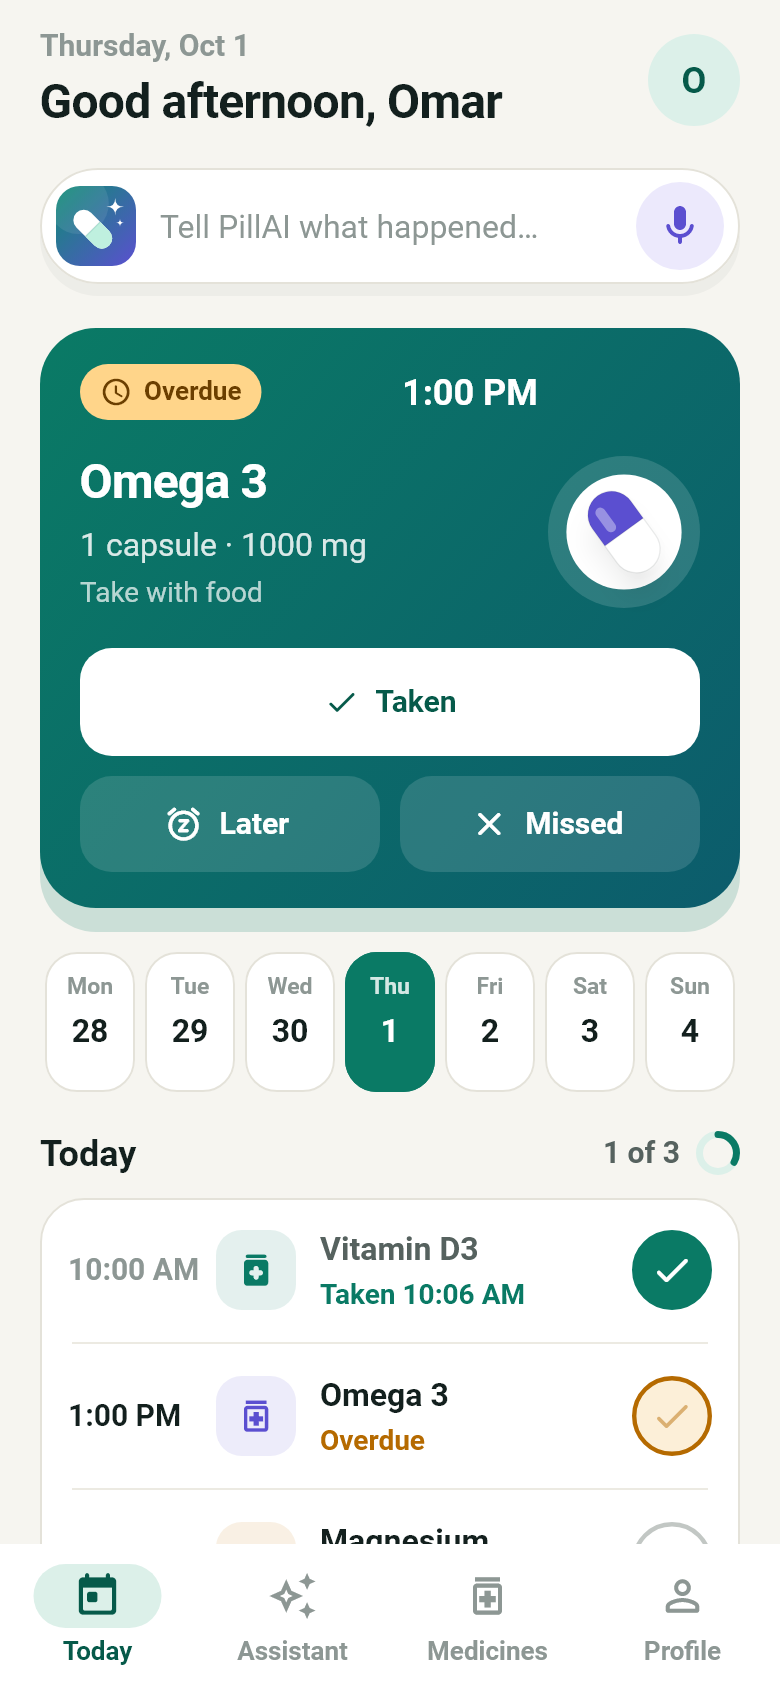 Thursday, Oct 1
Good afternoon, Omar
O
Tell PillAI what happened...
Overdue
1:00 PM
Omega 3
1 capsule · 1000 mg
Take with food
Taken
Later
Missed
Mon Tue Wed Thu Fri Sat Sun
28 29 30 1 2 3 4
Today
1 of 3
10:00 AM
Vitamin D3
Taken 10:06 AM
1:00 PM
Omega 3
Overdue
Magnesium
Today
Assistant
Medicines
Profile